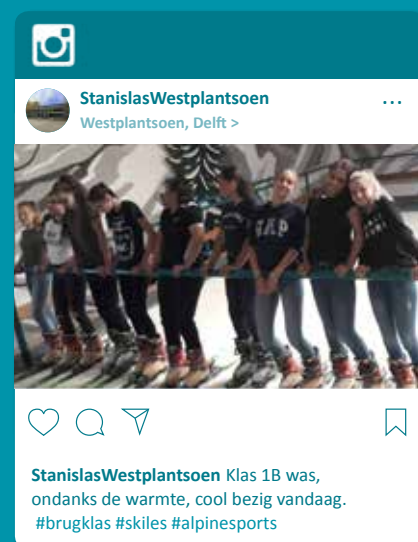 StanislasWestplantsoen
Westplantsoen, Delft >
GAP
StanislasWestplantsoen Klas 1B was,
ondanks de warmte, cool bezig vandaag.
#brugklas #skiles #alpinesports